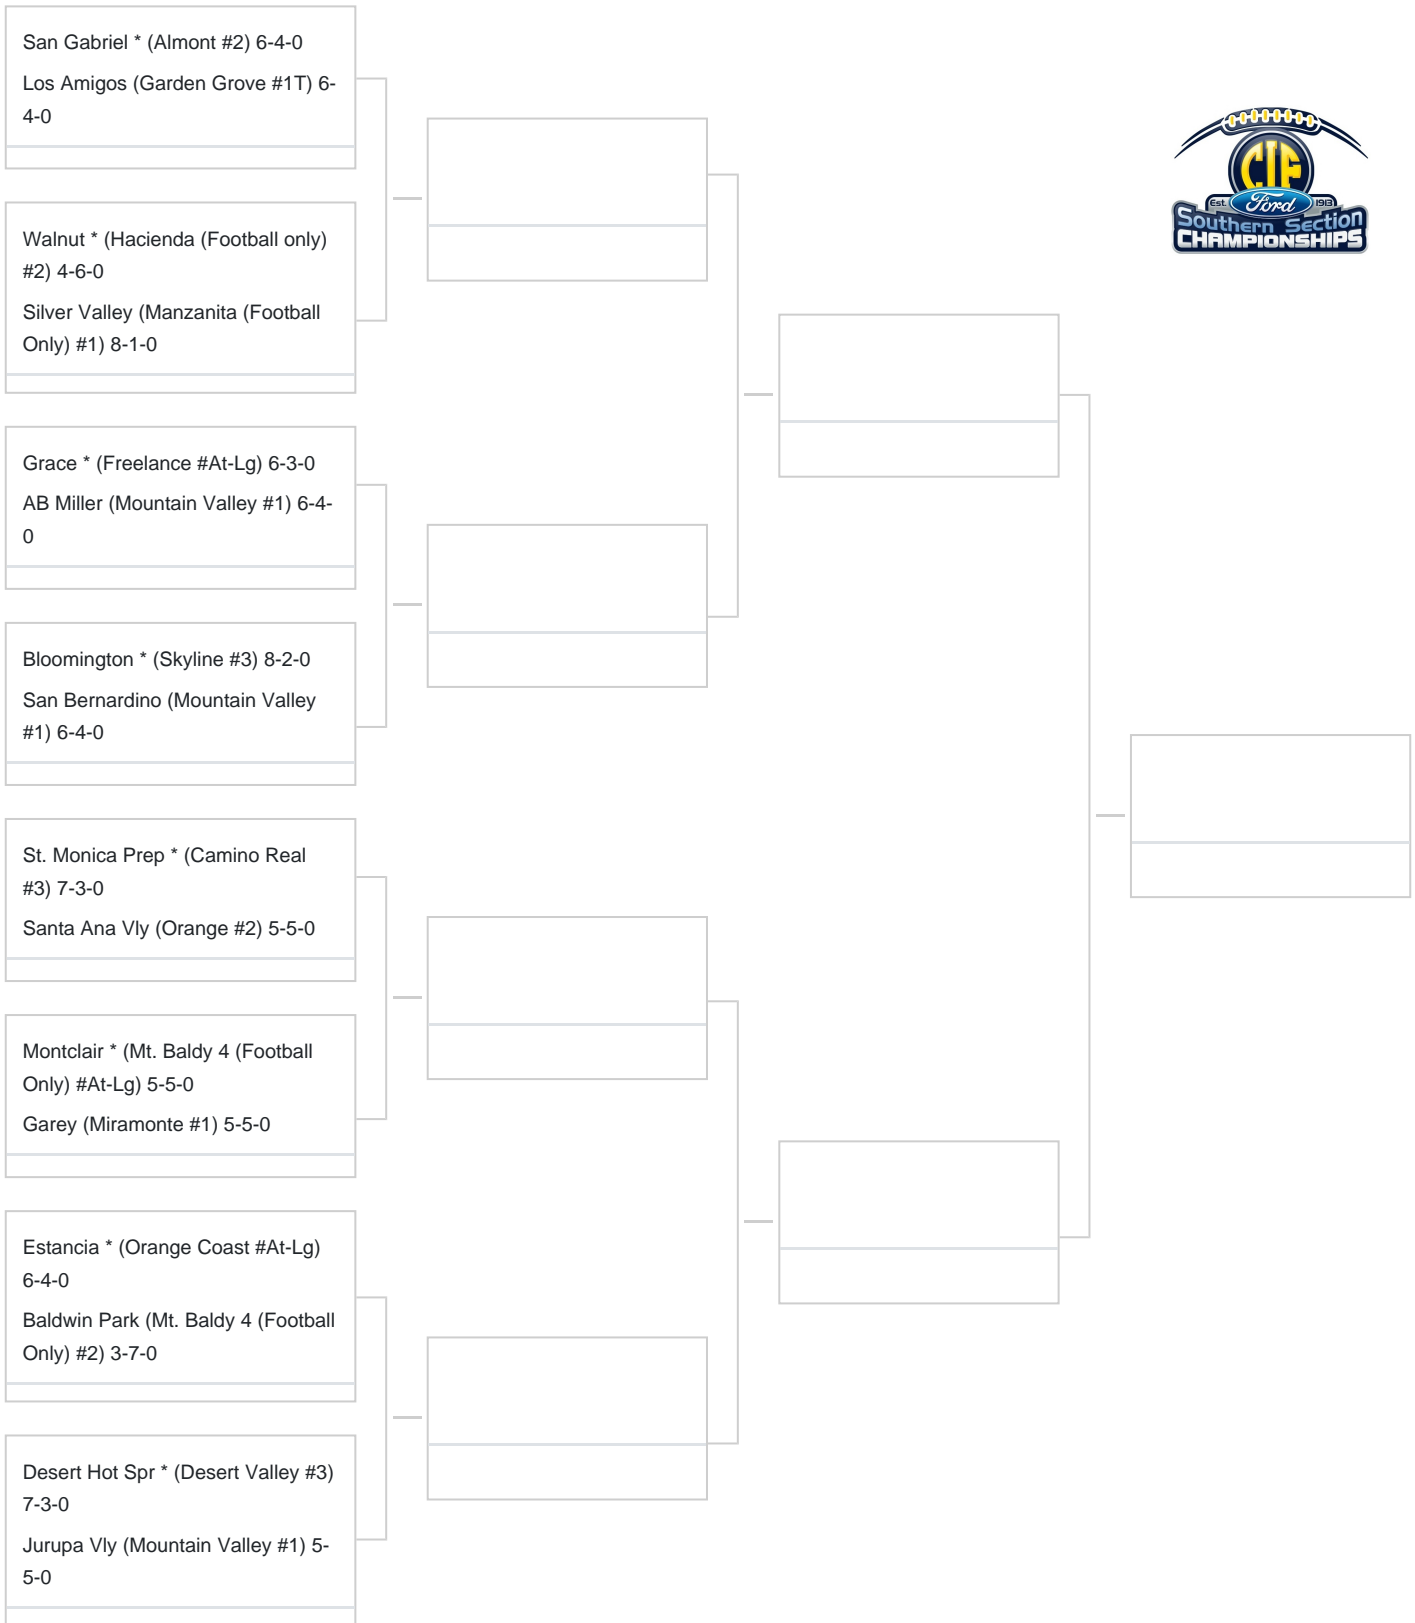 San Gabriel * (Almont #2) 6-4-0
Los Amigos (Garden Grove #1T) 6-
4-0
CIF
Est. Ford 1913
Southern Section
CHAMPIONSHIPS
Walnut * (Hacienda (Football only)
#2) 4-6-0
Silver Valley (Manzanita (Football
Only) #1) 8-1-0
Grace * (Freelance #At-Lg) 6-3-0
AB Miller (Mountain Valley #1) 6-4-
0
Bloomington * (Skyline #3) 8-2-0
San Bernardino (Mountain Valley
#1) 6-4-0
St. Monica Prep * (Camino Real
#3) 7-3-0
Santa Ana Vly (Orange #2) 5-5-0
Montclair * (Mt. Baldy 4 (Football
Only) #At-Lg) 5-5-0
Garey (Miramonte #1) 5-5-0
Estancia * (Orange Coast #At-Lg)
6-4-0
Baldwin Park (Mt. Baldy 4 (Football
Only) #2) 3-7-0
Desert Hot Spr * (Desert Valley #3)
7-3-0
Jurupa Vly (Mountain Valley #1) 5-
5-0